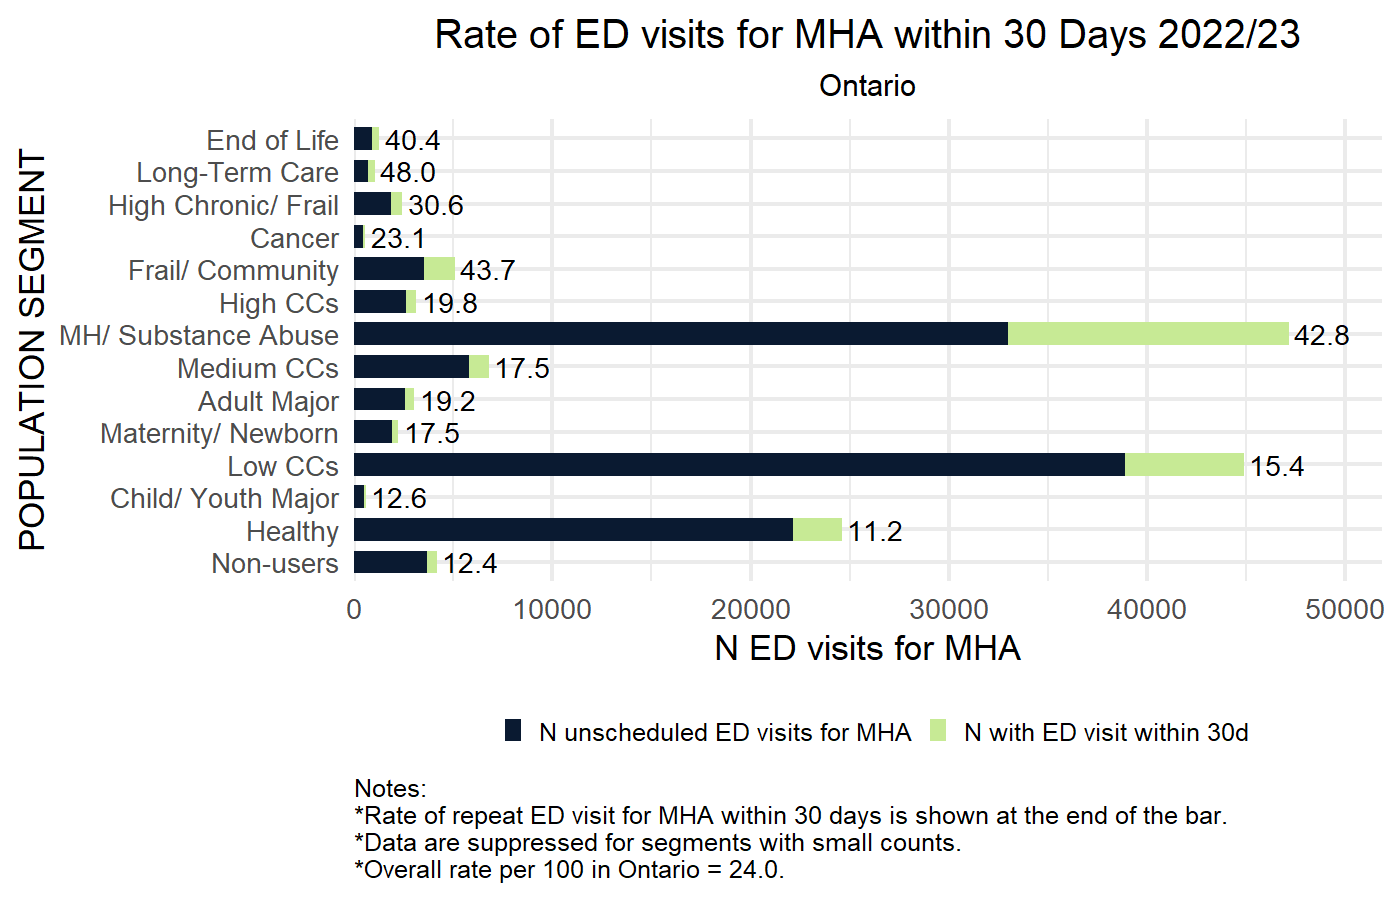 Rate of ED visits for MHA within 30 Days 2022/23
Ontario
POPULATION SEGMENT
End of Life 40.4
Long-Term Care 48.0
High Chronic/ Frail 30.6
Cancer 23.1
Frail/ Community 43.7
High CCs 19.8
MH/ Substance Abuse 42.8
Medium CCs 17.5
Adult Major 19.2
Maternity/ Newborn 17.5
Low CCs 15.4
Child/ Youth Major 12.6
Healthy 11.2
Non-users 12.4
0 10000 20000 30000 40000 50000
N ED visits for MHA
N unscheduled ED visits for MHA N with ED visit within 30d
Notes:
*Rate of repeat ED visit for MHA within 30 days is shown at the end of the bar.
*Data are suppressed for segments with small counts.
*Overall rate per 100 in Ontario = 24.0.